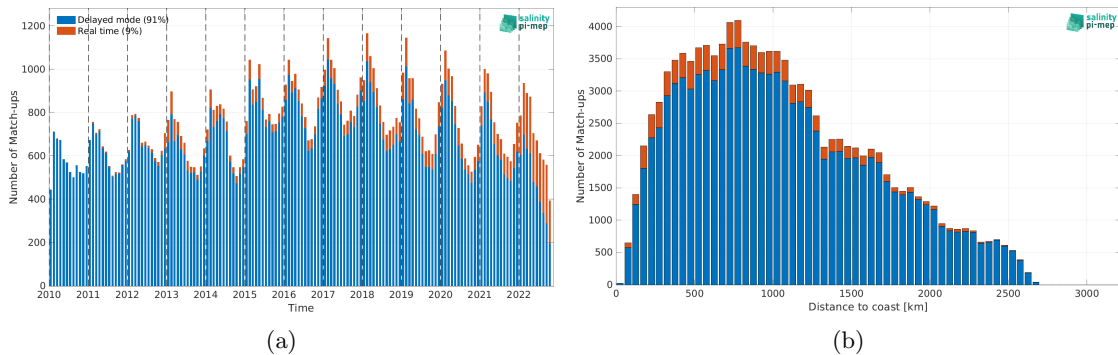 Delayed mode (91%)
Real time (9%)
salinity
pi-mep
Number of Match-ups
1200
1000
800
600
400
200
0
2010 2011 2012 2013 2014 2015 2016 2017 2018 2019 2020 2021 2022
Time
(a)
salinity
pi-mep
Number of Match-ups
4000
3500
3000
2500
2000
1500
1000
500
0
0 500 1000 1500 2000 2500 3000
Distance to coast [km]
(b)